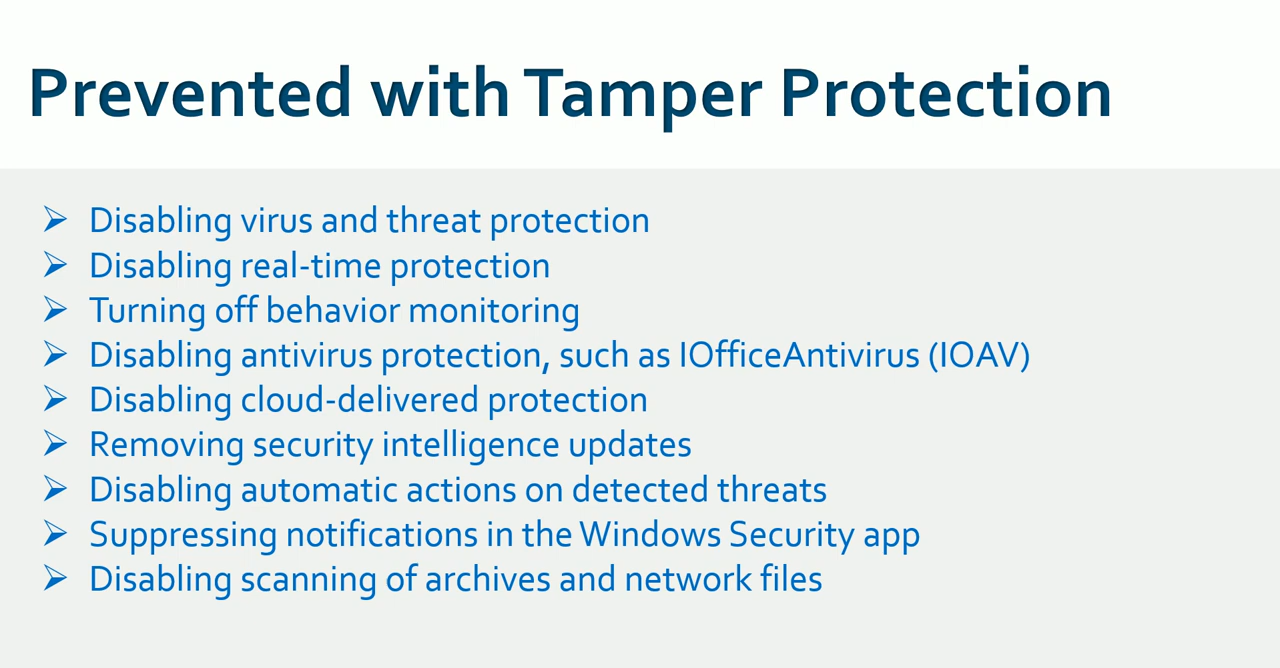 Prevented with Tamper Protection
Disabling virus and threat protection
Disabling real-time protection
Turning off behavior monitoring
Disabling antivirus protection, such as IOfficeAntivirus (IOAV)
Disabling cloud-delivered protection
Removing security intelligence updates
Disabling automatic actions on detected threats
Suppressing notifications in the Windows Security app
Disabling scanning of archives and network files